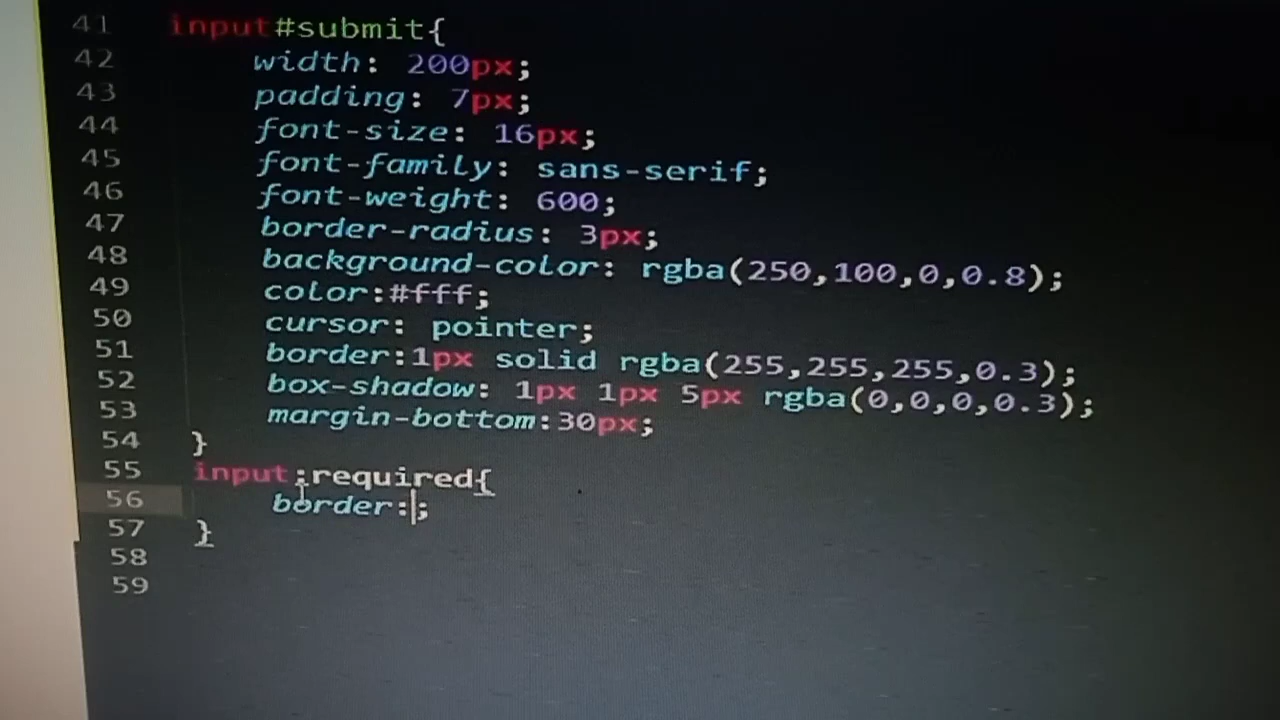 41 input#submit{
42 width: 200px;
43 padding: 7px;
44 font-size: 16px;
45 font-family: sans-serif;
46 font-weight: 600;
47 border-radius: 3px;
48 background-color: rgba(250,100,0,0.8);
49 color:#fff;
50 cursor: pointer;
51 border:1px solid rgba(255,255,255,0.3);
52 box-shadow: 1px 1px 5px rgba(0,0,0,0.3);
53 margin-bottom:30px;
54 }
55 input:required{
56 border:;
57 }
58
59